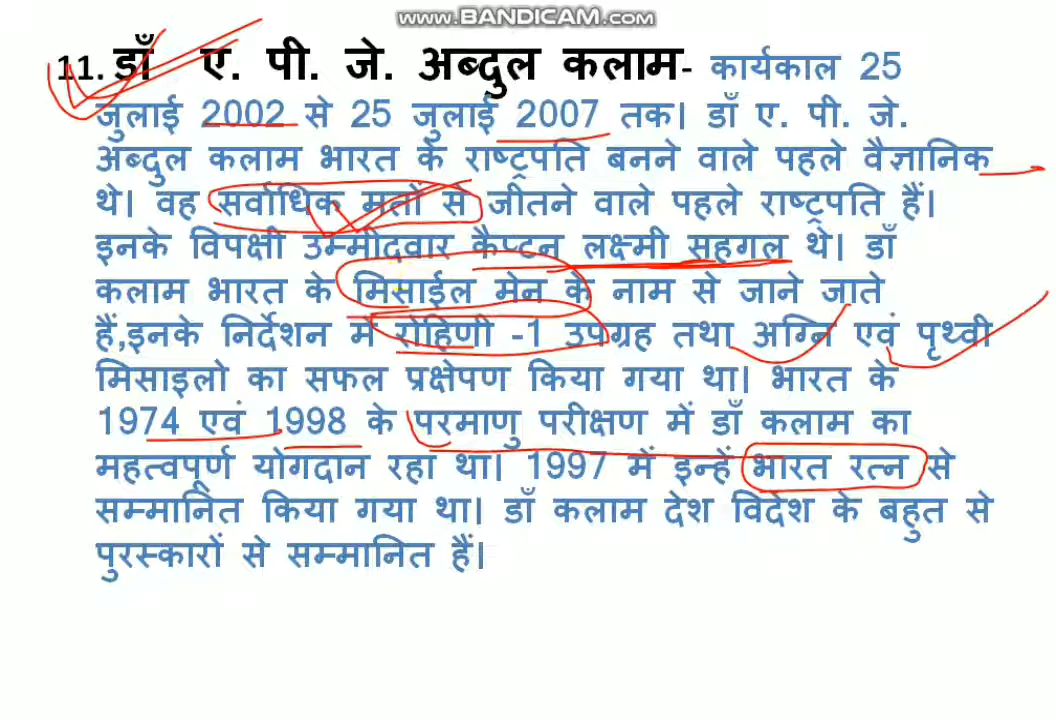 www.BANDICAM.com
11. डाँ ए. पी. जे. अब्दुल कलाम- कार्यकाल 25
जुलाई 2002 से 25 जुलाई 2007 तक। डाँ ए. पी. जे.
अब्दुल कलाम भारत के राष्ट्रपति बनने वाले पहले वैज्ञानिक
थे। वह सर्वाधिक मतों से जीतने वाले पहले राष्ट्रपति हैं।
इनके विपक्षी उम्मीदवार कैप्टन लक्ष्मी सहगल थे। डाँ
कलाम भारत के मिसाईल मेन के नाम से जाने जाते
हैं,इनके निर्देशन में रोहिणी -1 उपग्रह तथा अग्नि एवं पृथ्वी
मिसाइलो का सफल प्रक्षेपण किया गया था। भारत के
1974 एवं 1998 के परमाणु परीक्षण में डाँ कलाम का
महत्वपूर्ण योगदान रहा था। 1997 में इन्हें भारत रत्न से
सम्मानित किया गया था। डाँ कलाम देश विदेश के बहुत से
पुरस्कारों से सम्मानित हैं।